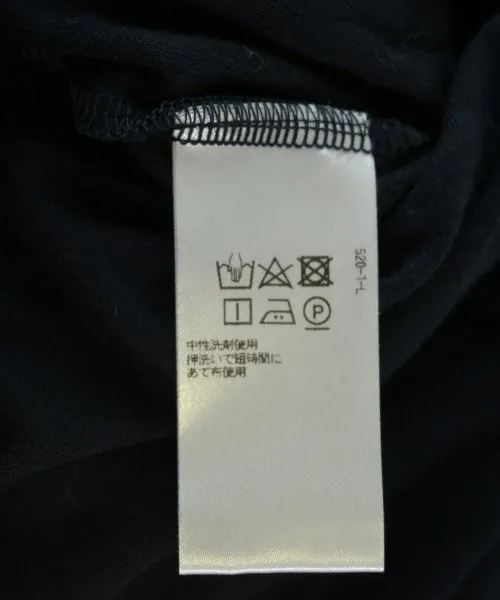 520-1-L
P
中性洗剤使用
押洗いで短時間に
あて布使用